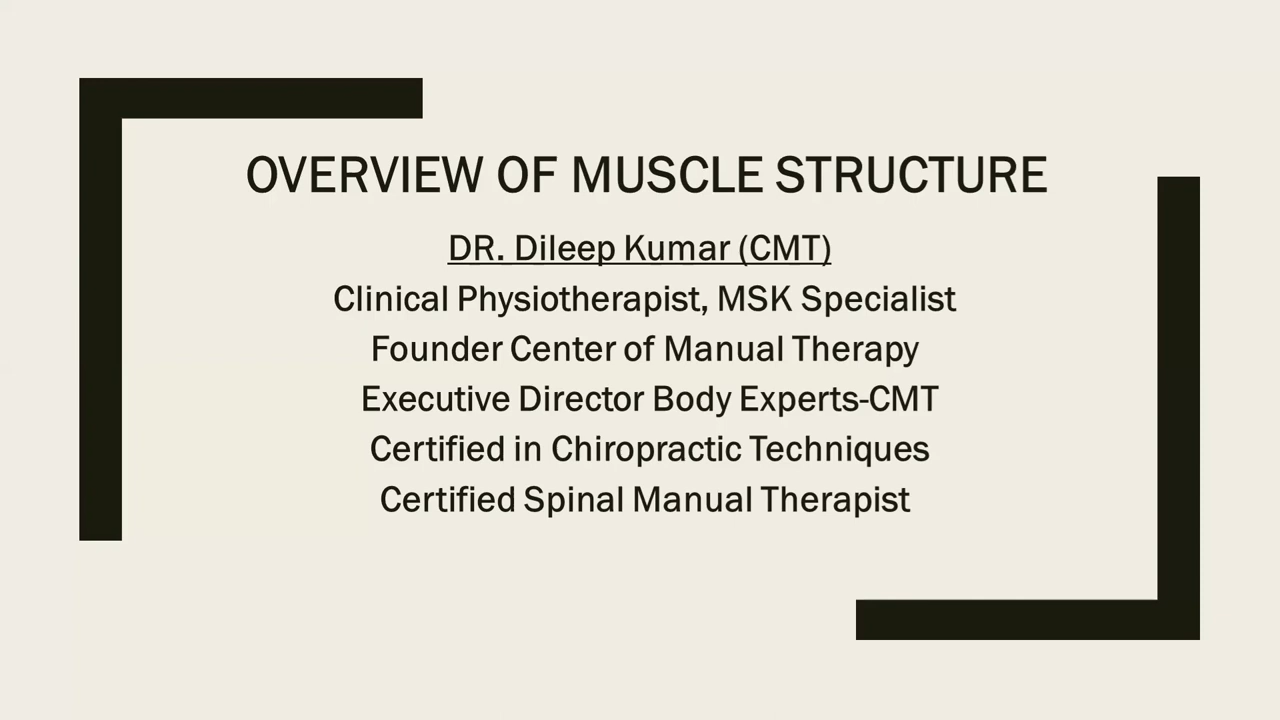 OVERVIEW OF MUSCLE STRUCTURE
DR. Dileep Kumar (CMT)
Clinical Physiotherapist, MSK Specialist
Founder Center of Manual Therapy
Executive Director Body Experts-CMT
Certified in Chiropractic Techniques
Certified Spinal Manual Therapist